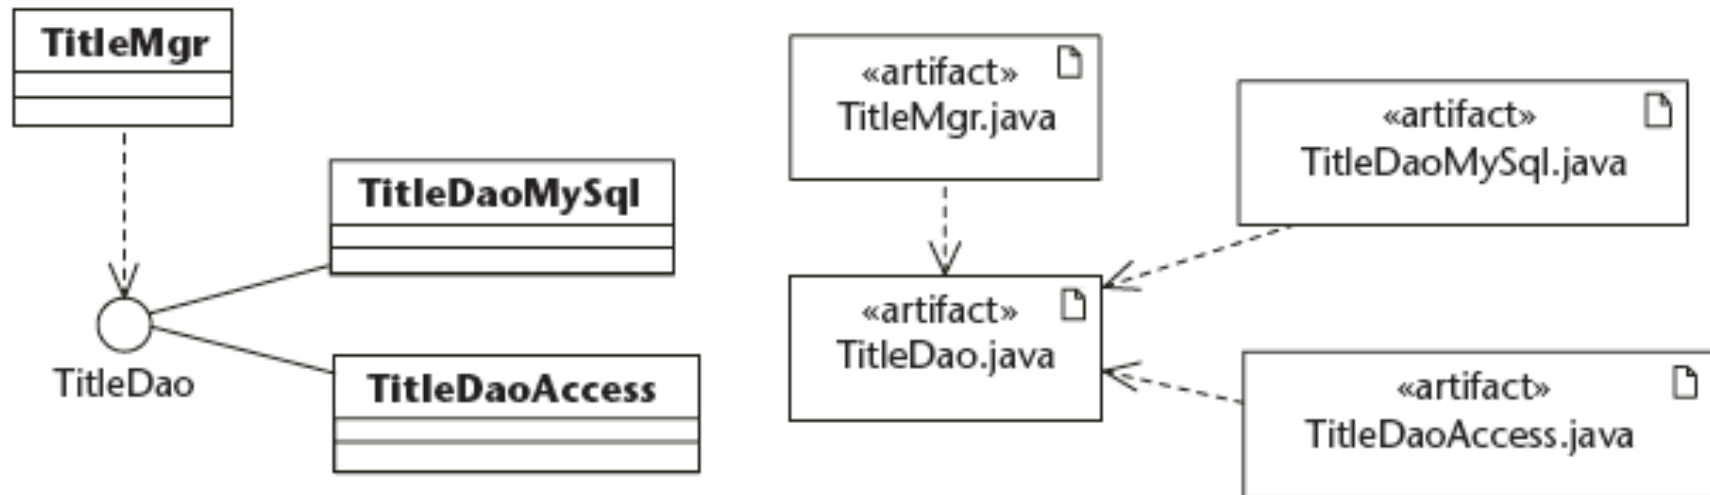 TitleMgr
TitleDaoMySql
TitleDao
TitleDaoAccess
«artifact»
TitleMgr.java
«artifact»
TitleDaoMySql.java
«artifact»
TitleDao.java
«artifact»
TitleDaoAccess.java